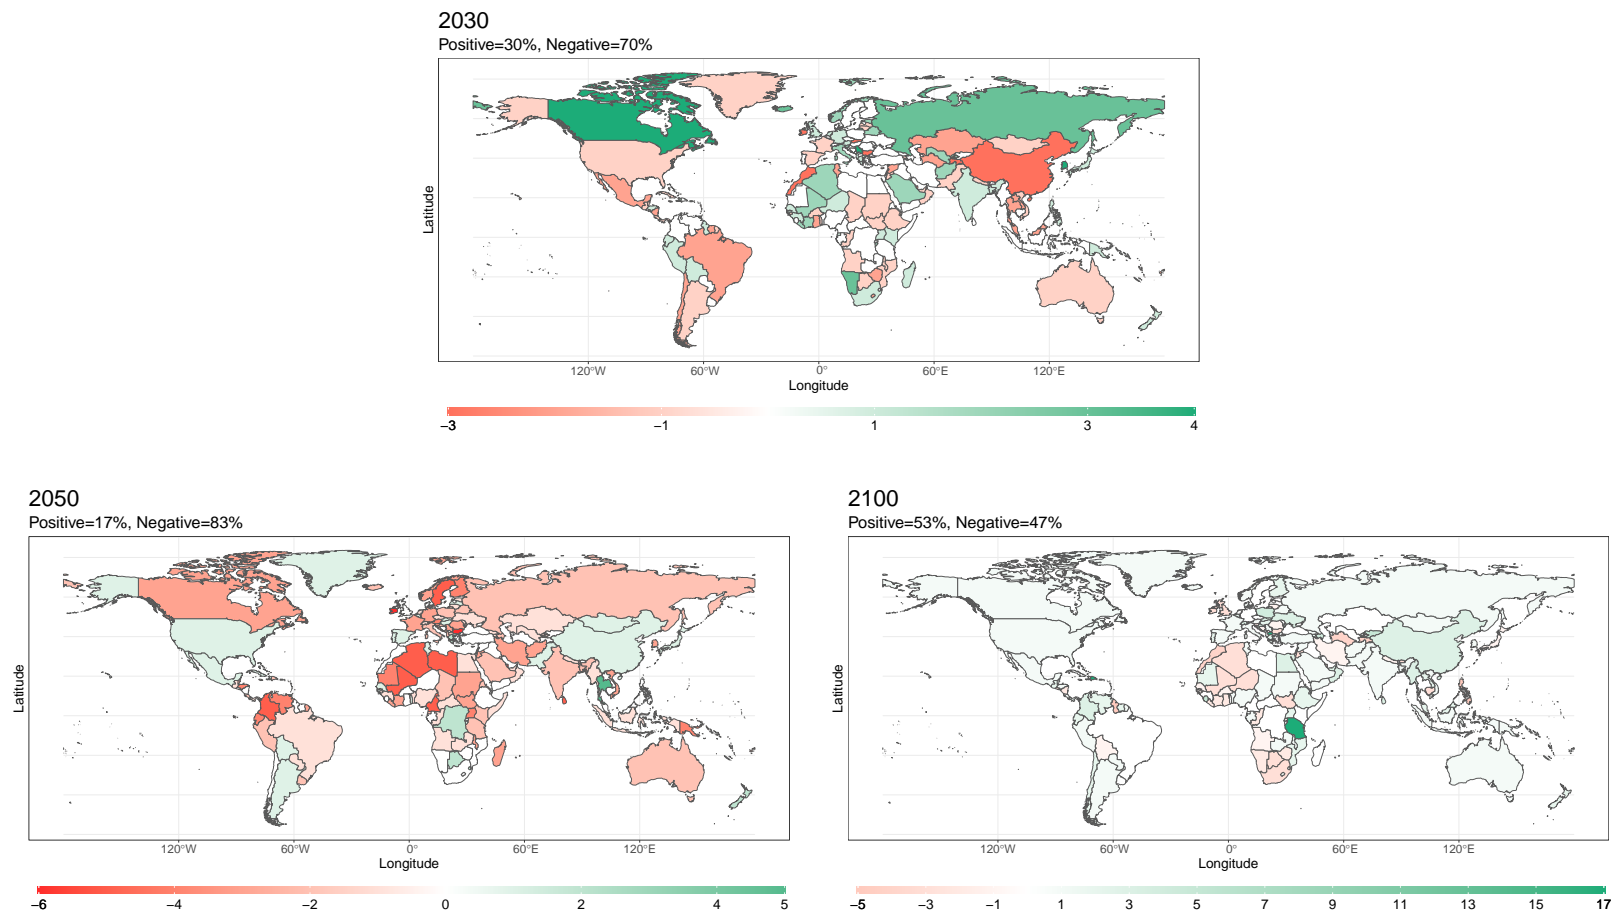 2030
Positive=30%, Negative=70%
Latitude
120°W 60°W 0° 60°E 120°E
Longitude
−3 −1 1 3 4
2050
Positive=17%, Negative=83%
Latitude
120°W 60°W 0° 60°E 120°E
Longitude
−6 −4 −2 0 2 4 5
2100
Positive=53%, Negative=47%
Latitude
120°W 60°W 0° 60°E 120°E
Longitude
−5 −3 −1 1 3 5 7 9 11 13 15 17